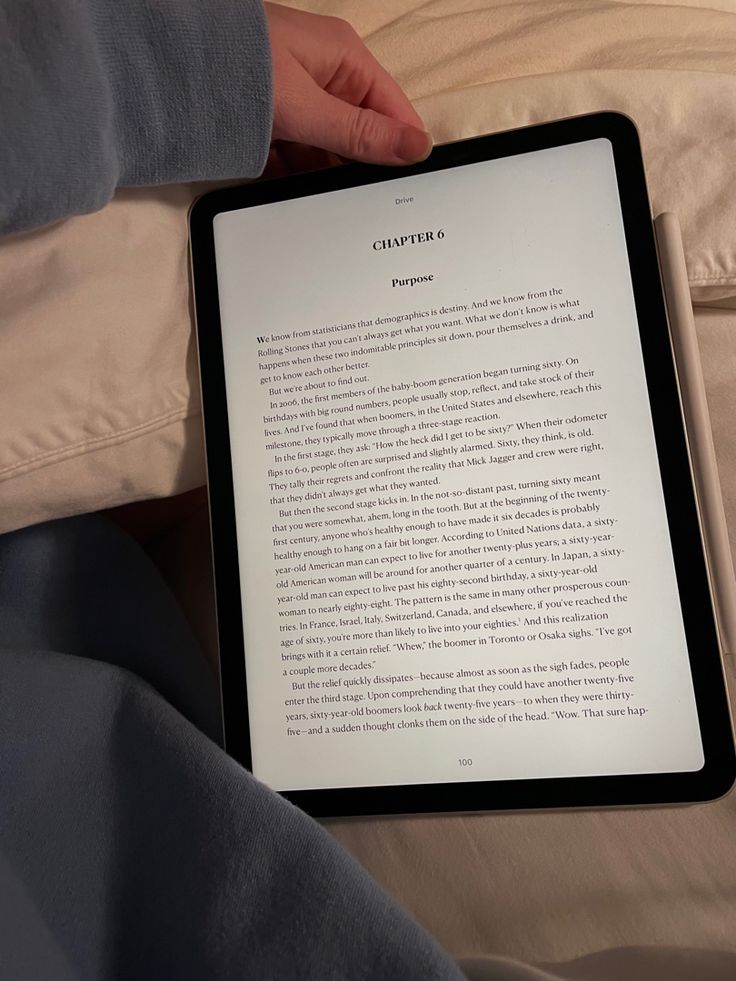 Drive
CHAPTER 6
Purpose
We know from statisticians that demographics is destiny. And we know from the
Rolling Stones that you can't always get what you want. What we don't know is what
happens when these two indomitable principles sit down, pour themselves a drink, and
get to know each other better.
But we're about to find out.
In 2006, the first members of the baby-boom generation began turning sixty. On
birthdays with big round numbers, people usually stop, reflect, and take stock of their
lives. And I've found that when boomers, in the United States and elsewhere, reach this
milestone, they typically move through a three-stage reaction.
In the first stage, they ask: "How the heck did I get to be sixty?" When their odometer
flips to 6-0, people often are surprised and slightly alarmed. Sixty, they think, is old.
They tally their regrets and confront the reality that Mick Jagger and crew were right,
that they didn't always get what they wanted.
But then the second stage kicks in. In the not-so-distant past, turning sixty meant
that you were somewhat, ahem, long in the tooth. But at the beginning of the twenty-
first century, anyone who's healthy enough to have made it six decades is probably
healthy enough to hang on a fair bit longer. According to United Nations data, a sixty-
year-old American man can expect to live for another twenty-plus years; a sixty-year-
old American woman will be around for another quarter of a century. In Japan, a sixty-
year-old man can expect to live past his eighty-second birthday, a sixty-year-old
woman to nearly eighty-eight. The pattern is the same in many other prosperous coun-
tries. In France, Israel, Italy, Switzerland, Canada, and elsewhere, if you've reached the
age of sixty, you're more than likely to live into your eighties.¹ And this realization
brings with it a certain relief. "Whew," the boomer in Toronto or Osaka sighs. "I've got
a couple more decades."
But the relief quickly dissipates—because almost as soon as the sigh fades, people
enter the third stage. Upon comprehending that they could have another twenty-five
years, sixty-year-old boomers look back twenty-five years—to when they were thirty-
five—and a sudden thought clonks them on the side of the head. "Wow. That sure hap-
100